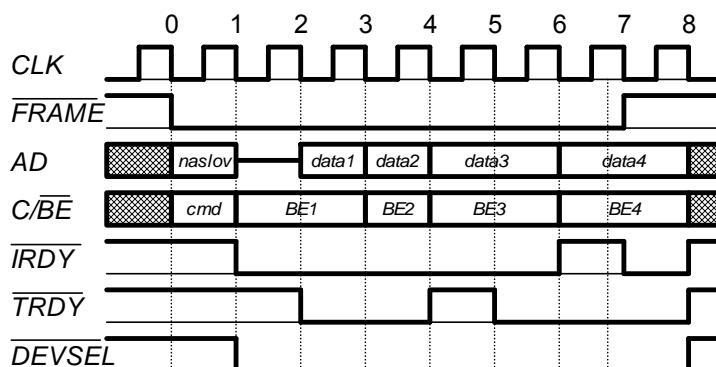 0 1 2 3 4 5 6 7 8
CLK
FRAME
AD naslov data1 data2 data3 data4
C/BE cmd BE1 BE2 BE3 BE4
IRDY
TRDY
DEVSEL